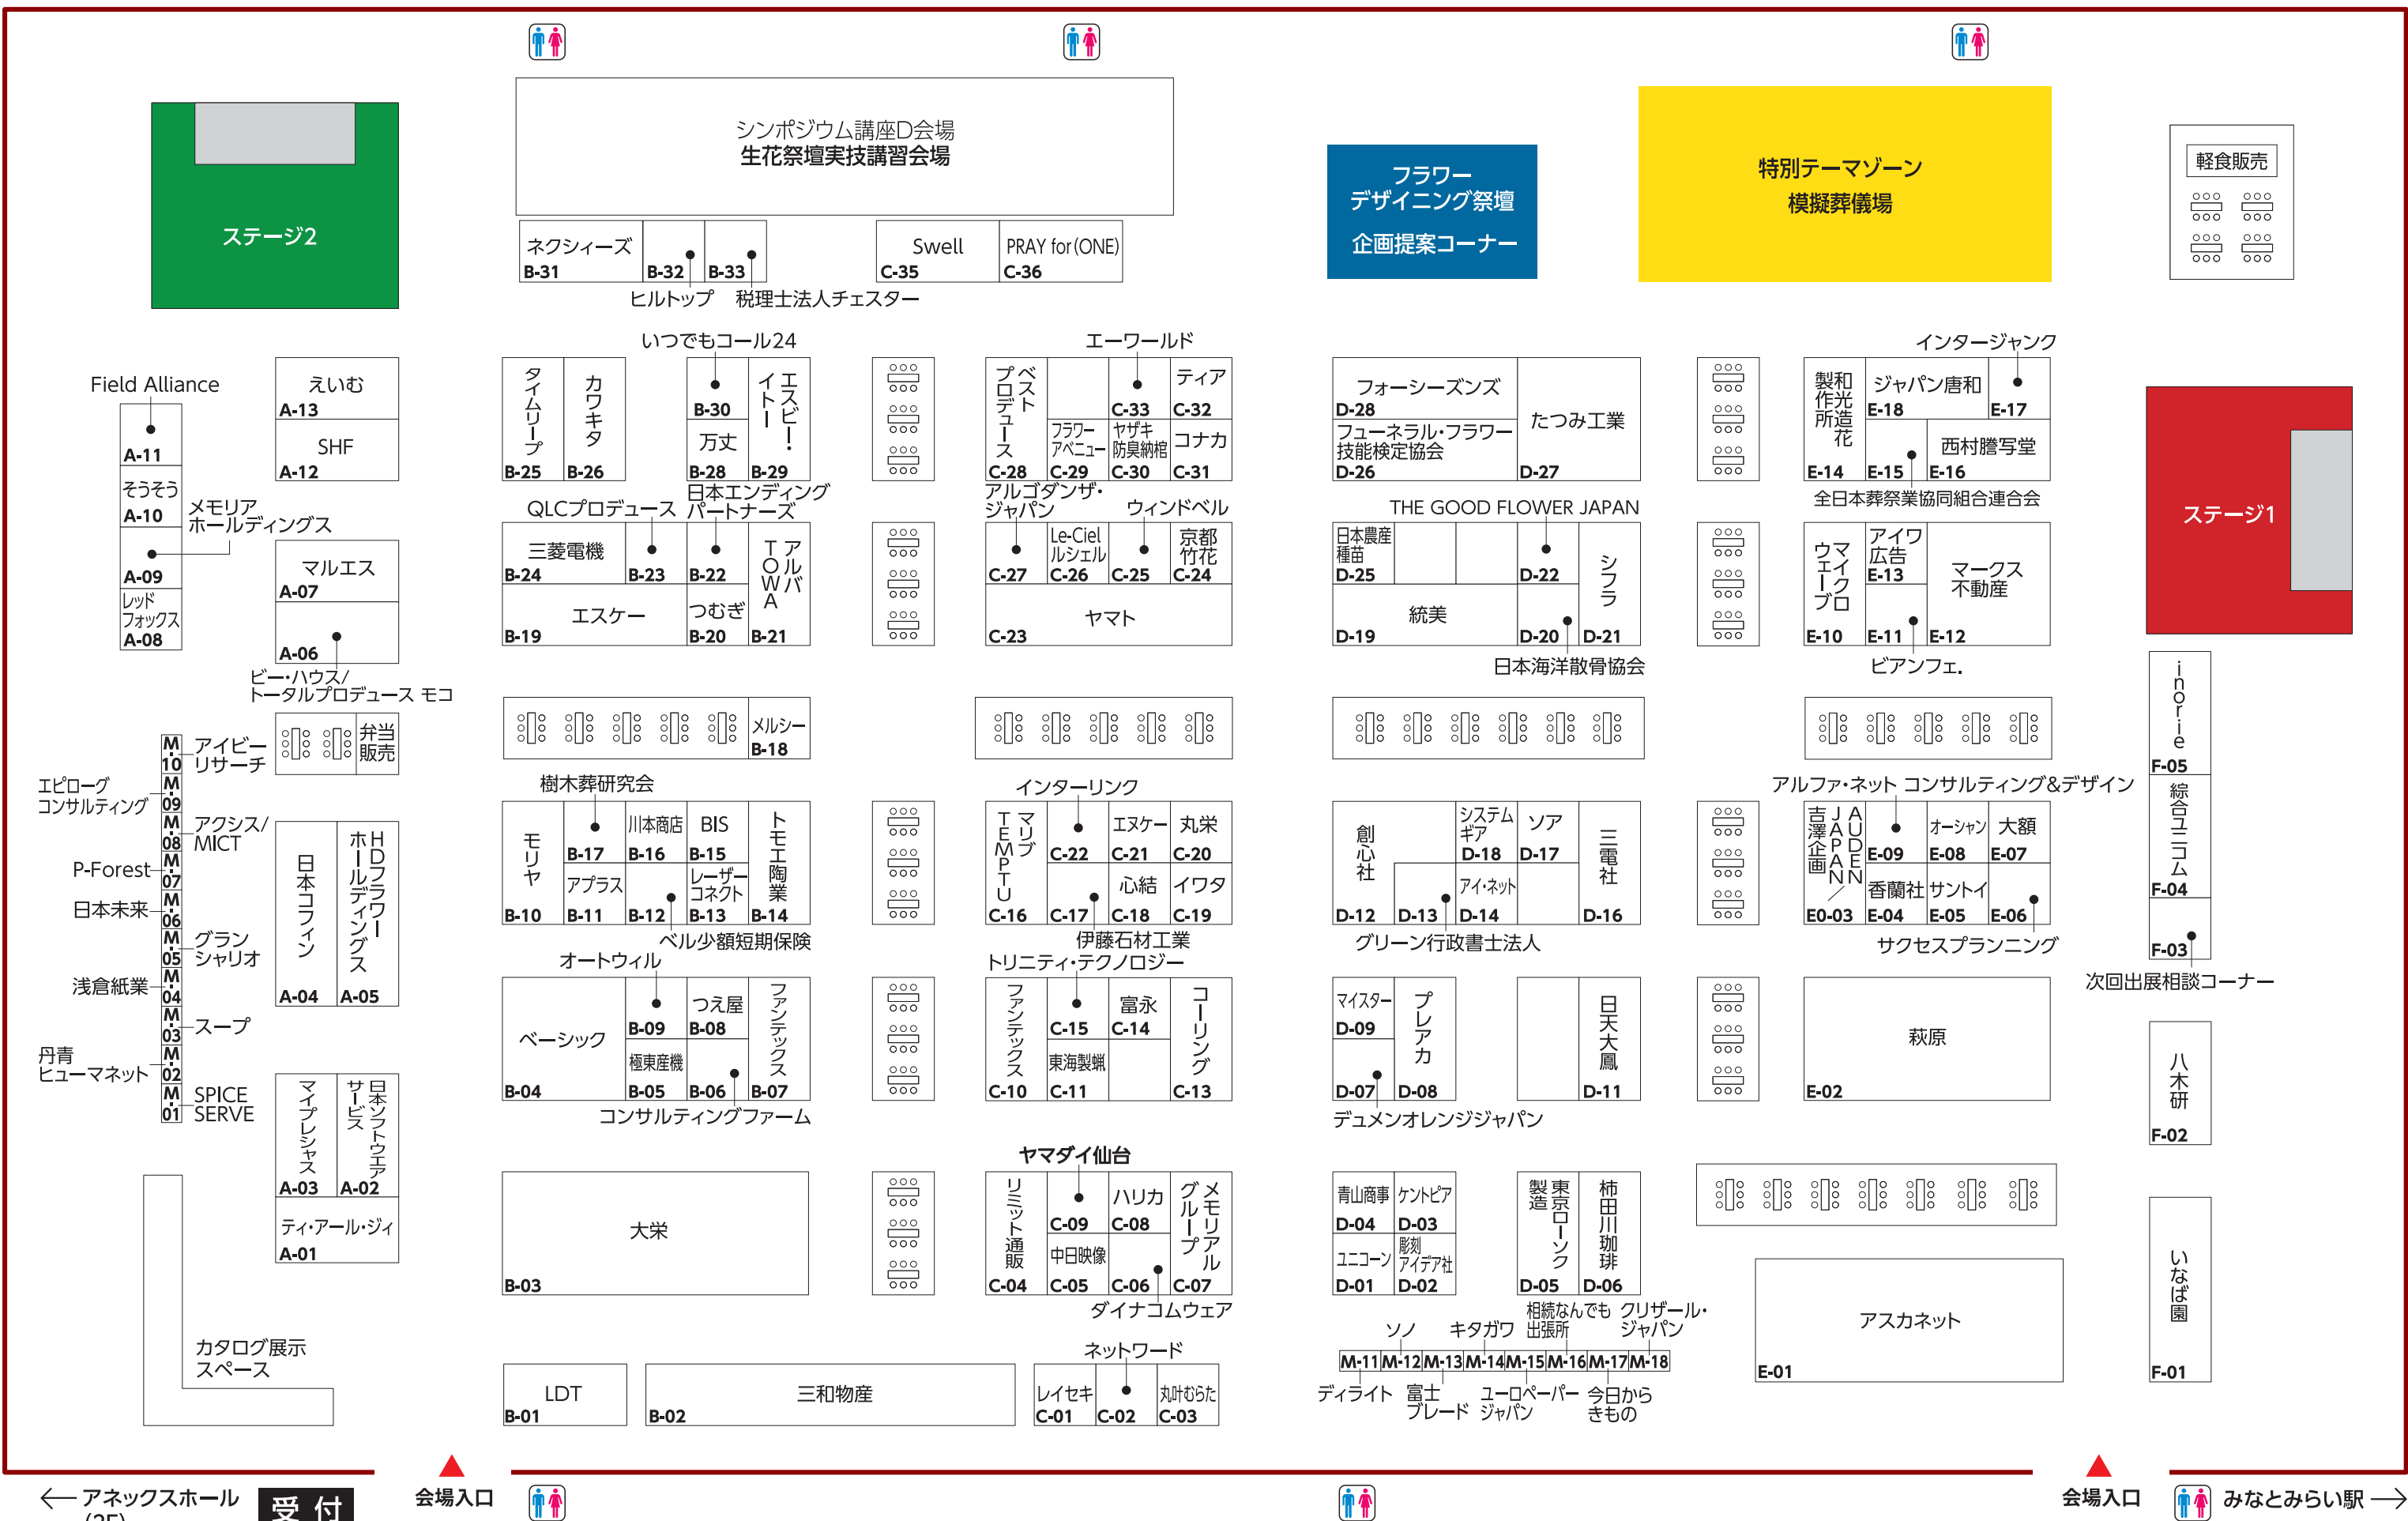 シンポジウム講座D会場
生花祭壇実技講習会場
ステージ2
フラワー
デザイニング祭壇
企画提案コーナー
特別テーマゾーン
模擬葬儀場
軽食販売
ネクシィーズ
B-31
B-32
B-33
ヒルトップ
税理士法人チェスター
Swell
C-35
PRAY for(ONE)
C-36
Field Alliance
A-11
そうそう
A-10
メモリア
ホールディングス
A-09
レッド
フォックス
A-08
えいむ
A-13
SHF
A-12
マルエス
A-07
A-06
ビー・ハウス/
トータルプロデュース モコ
弁当
販売
タイムリープ
B-25
カワキタ
B-26
いつでもコール24
B-30
万丈
B-28
エスビー・
イトー
B-29
QLCプロデュース
日本エンディング
パートナーズ
三菱電機
B-24
B-23
B-22
アルバ
TOWA
B-21
エスケー
B-19
つむぎ
B-20
メルシー
B-18
エーワールド
ベスト
プロデュース
C-28
C-33
ティア
C-32
フラワー
アベニュー
C-29
ヤザキ
防臭納棺
C-30
コナカ
C-31
アルゴダンザ・
ジャパン
ウィンドベル
C-27
Le-Ciel
ルシェル
C-26
C-25
京都
竹花
C-24
ヤマト
C-23
フォーシーズンズ
D-28
フューネラル・フラワー
技能検定協会
D-26
たつみ工業
D-27
THE GOOD FLOWER JAPAN
日本農産
種苗
D-25
D-22
シフラ
D-21
統美
D-19
D-20
日本海洋散骨協会
インタージャンク
和光造花
製作所
E-14
ジャパン唐和
E-18
E-17
E-15
西村謄写堂
E-16
全日本葬祭業協同組合連合会
マイクロ
ウェーブ
E-10
アイワ
広告
E-13
E-11
マークス
不動産
E-12
ビアンフェ.
ステージ1
inorie
F-05
綜合ユニコム
F-04
F-03
次回出展相談コーナー
M-10
アイビー
リサーチ
エピローグ
コンサルティング
M-09
M-08
アクシス/
MICT
P-Forest
M-07
日本未来
M-06
M-05
グラン
シャリオ
浅倉紙業
M-04
M-03
スープ
丹青
ヒューマネット
M-02
M-01
SPICE
SERVE
日本コフィン
A-04
HDフラワー
ホールディングス
A-05
マイプレシャス
A-03
日本ソフトウエア
サービス
A-02
ティ・アール・ジィ
A-01
カタログ展示
スペース
樹木葬研究会
モリヤ
B-10
B-17
川本商店
B-16
BIS
B-15
トモエ陶業
B-14
アプラス
B-11
B-12
レーザー
コネクト
B-13
ベル少額短期保険
オートウィル
ベーシック
B-04
B-09
つえ屋
B-08
ファンテックス
B-07
極東産機
B-05
B-06
コンサルティングファーム
大栄
B-03
LDT
B-01
三和物産
B-02
インターリンク
マリブ
TEMPTU
C-16
C-22
エヌケー
C-21
丸栄
C-20
C-17
心結
C-18
イワタ
C-19
伊藤石材工業
トリニティ・テクノロジー
ファンテックス
C-10
C-15
富永
C-14
コーリング
C-13
東海製蝋
C-11
ヤマダイ仙台
リミット通販
C-04
C-09
ハリカ
C-08
メモリアル
グループ
C-07
中日映像
C-05
C-06
ダイナコムウェア
ネットワード
レイセキ
C-01
C-02
丸叶むらた
C-03
創心社
D-12
D-13
システム
ギア
D-18
ソア
D-17
三電社
D-16
アイ・ネット
D-14
グリーン行政書士法人
マイスター
D-09
プレアカ
D-08
D-07
デュメンオレンジジャパン
日天大鳳
D-11
青山商事
D-04
ケントピア
D-03
ユニコーン
D-01
彫刻
アイデア社
D-02
東京ローソク
製造
D-05
柿田川珈琲
D-06
ソノ
キタガワ
相続なんでも
出張所
クリザール・
ジャパン
M-11 M-12 M-13 M-14 M-15 M-16 M-17 M-18
ディライト
富士
ブレード
ユーロペーパー
ジャパン
今日から
きもの
アルファ・ネット コンサルティング&デザイン
AUDEN
JAPAN/
吉澤企画
E0-03
E-09
オーシャン
E-08
大額
E-07
香蘭社
E-04
サントイ
E-05
E-06
サクセスプランニング
萩原
E-02
アスカネット
E-01
八木研
F-02
いなば園
F-01
←アネックスホール
(2F)
受付
会場入口
会場入口
みなとみらい駅→